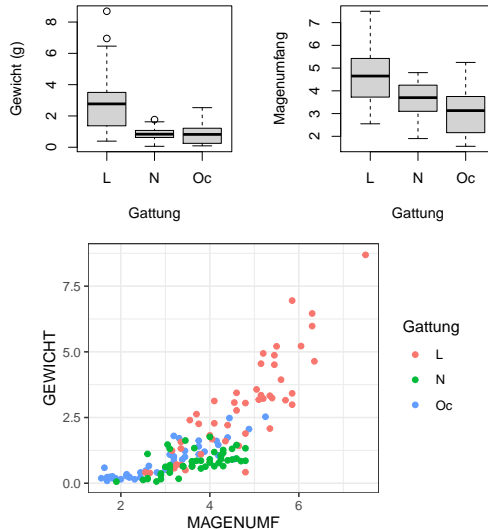 Gewicht (g)
8
6
4
2
0
L N Oc
Gattung
Magenumfang
7
6
5
4
3
2
L N Oc
Gattung
GEWICHT
7.5
5.0
2.5
0.0
2 4 6
MAGENUMF
Gattung
L
N
Oc